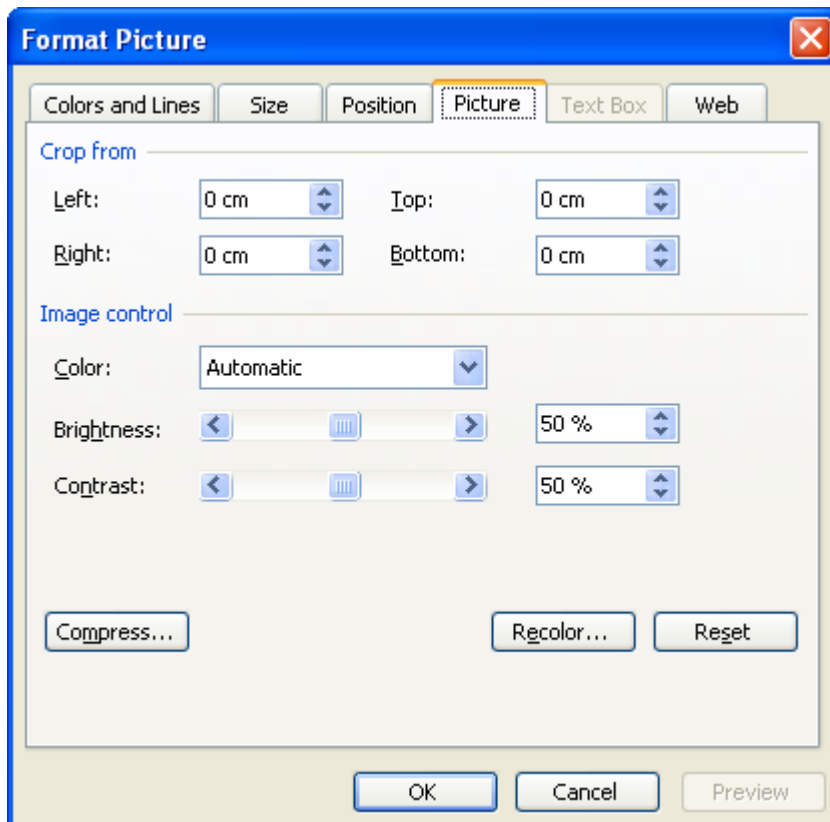 Format Picture
Colors and Lines Size Position Picture Text Box Web
Crop from
Left: 0 cm Top: 0 cm
Right: 0 cm Bottom: 0 cm
Image control
Color: Automatic
Brightness: 50 %
Contrast: 50 %
Compress... Recolor... Reset
OK Cancel Preview